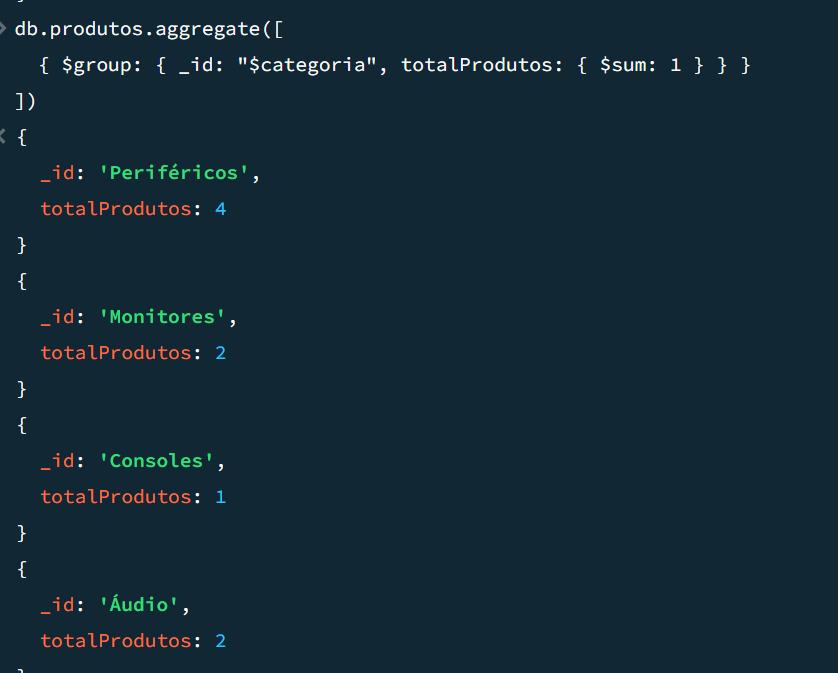 db.produtos.aggregate([
{ $group: { _id: "$categoria", totalProdutos: { $sum: 1 } } }
])
{
_id: 'Periféricos',
totalProdutos: 4
}
{
_id: 'Monitores',
totalProdutos: 2
}
{
_id: 'Consoles',
totalProdutos: 1
}
{
_id: 'Áudio',
totalProdutos: 2